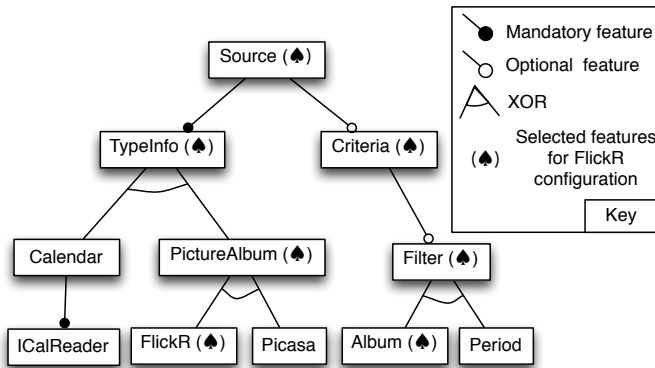 Source (♠)
TypeInfo (♠)
Criteria (♠)
Calendar
PictureAlbum (♠)
Filter (♠)
ICalReader
FlickR (♠)
Picasa
Album (♠)
Period
Mandatory feature
Optional feature
XOR
(♠)
Selected features
for FlickR
configuration
Key